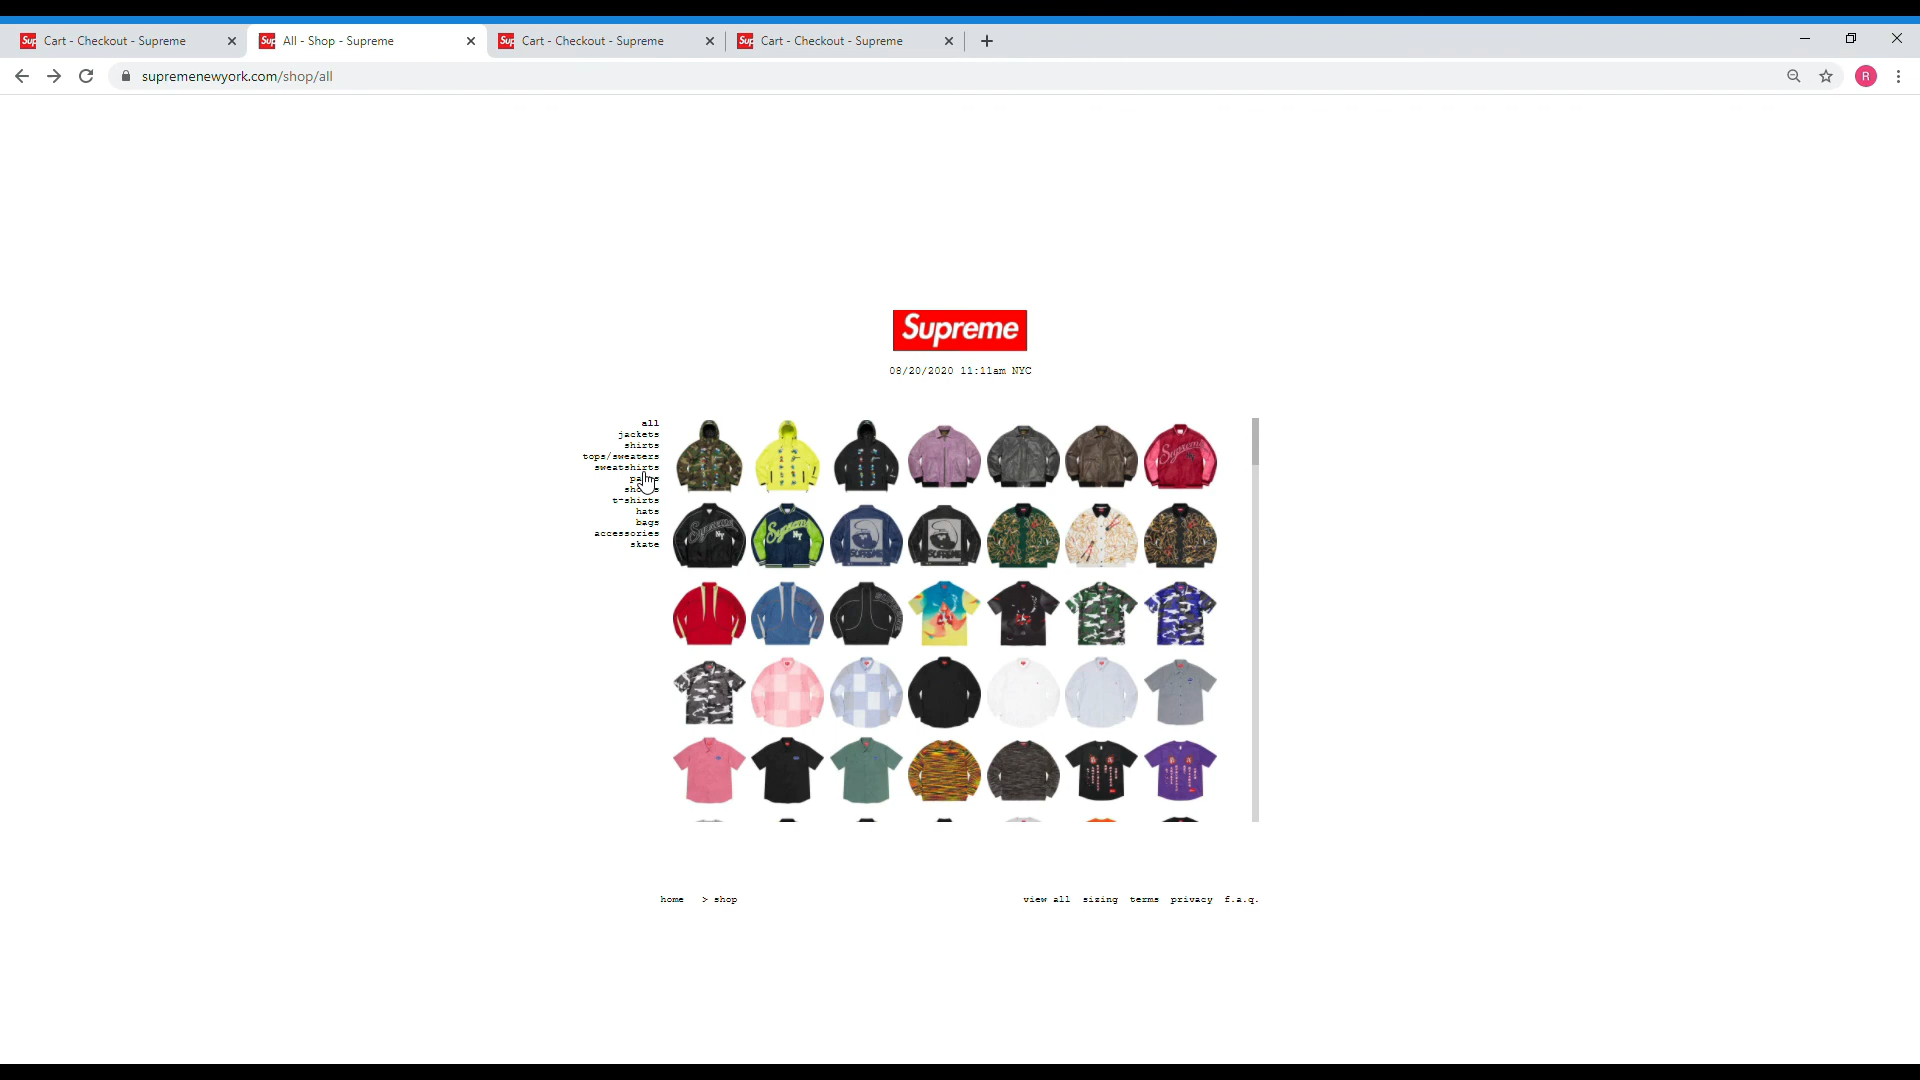 Cart - Checkout - Supreme
All - Shop - Supreme
Cart - Checkout - Supreme
Cart - Checkout - Supreme
supremenewyork.com/shop/all
R
Supreme
08/20/2020 11:11am NYC
all
jackets
shirts
tops/sweaters
sweatshirts
t-shirts
hats
bags
accessories
skate
home > shop
view all sizing terms privacy f.a.q.